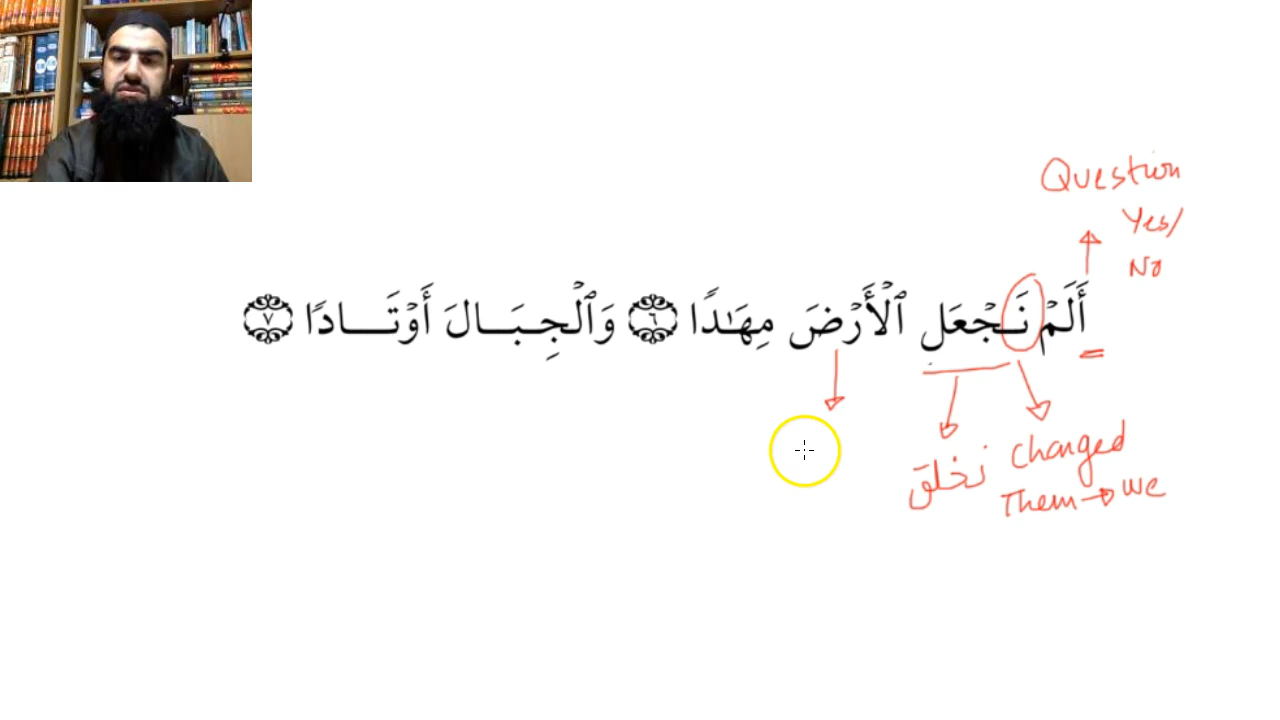 Question
Yes/
No
أَلَمْ نَجْعَلِ ٱلْأَرْضَ مِهَـٰدًا ٦ وَٱلْجِبَالَ أَوْتَادًا ٧
نخلق
Changed
Them → We